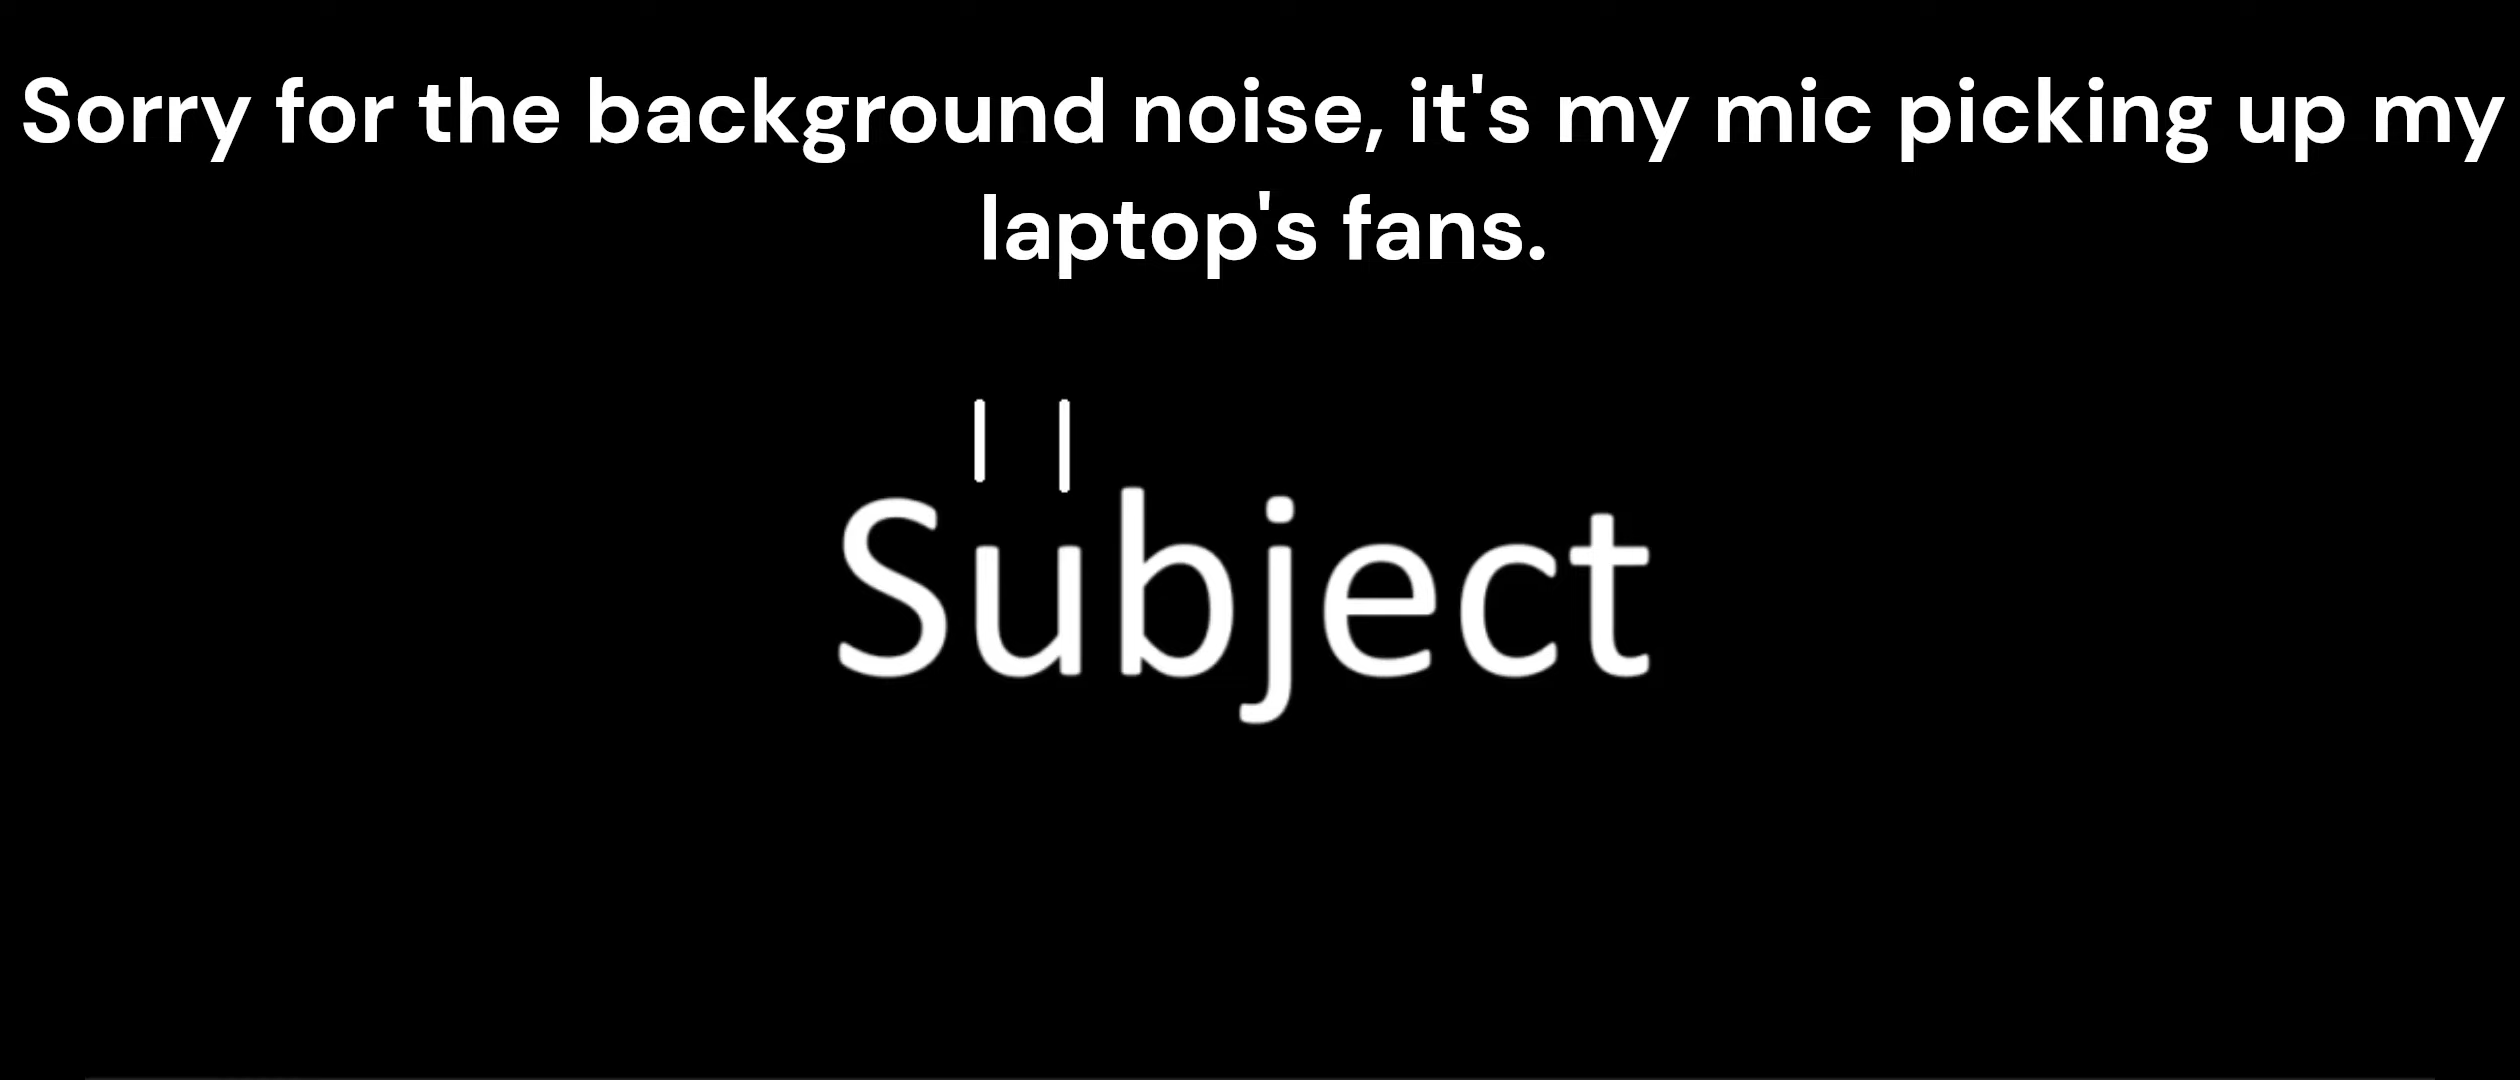 Sorry for the background noise, it's my mic picking up my
laptop's fans.
Subject